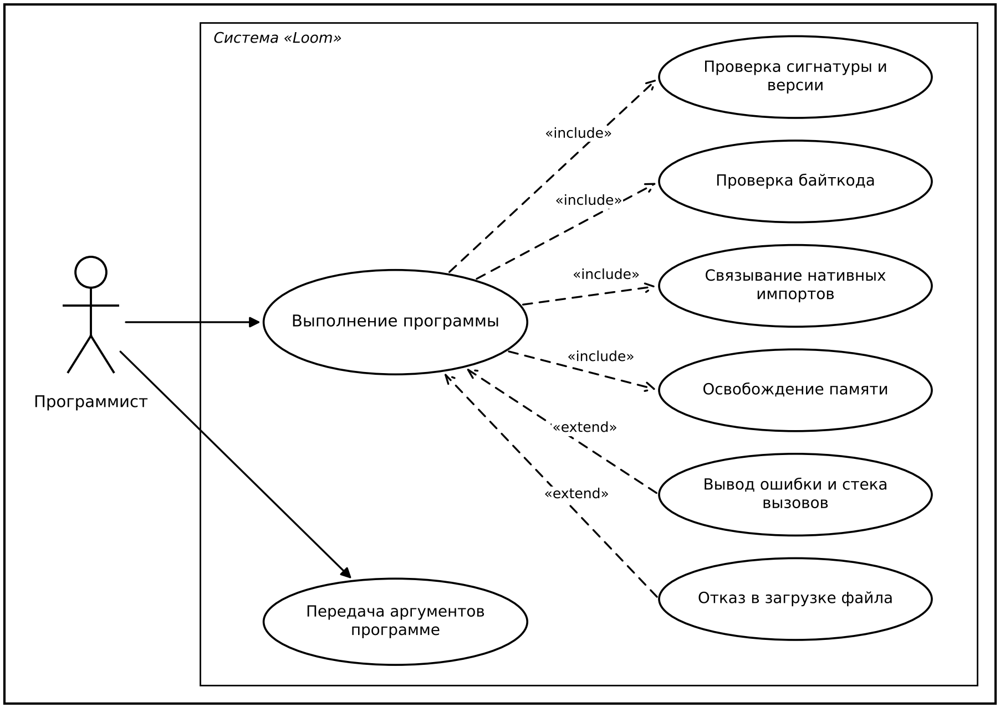 Система «Loom»
Проверка сигнатуры и
версии
«include»
Проверка байткода
«include»
Связывание нативных
импортов
«include»
Выполнение программы
«include»
Освобождение памяти
Программист
«extend»
Вывод ошибки и стека
вызовов
«extend»
Отказ в загрузке файла
Передача аргументов
программе